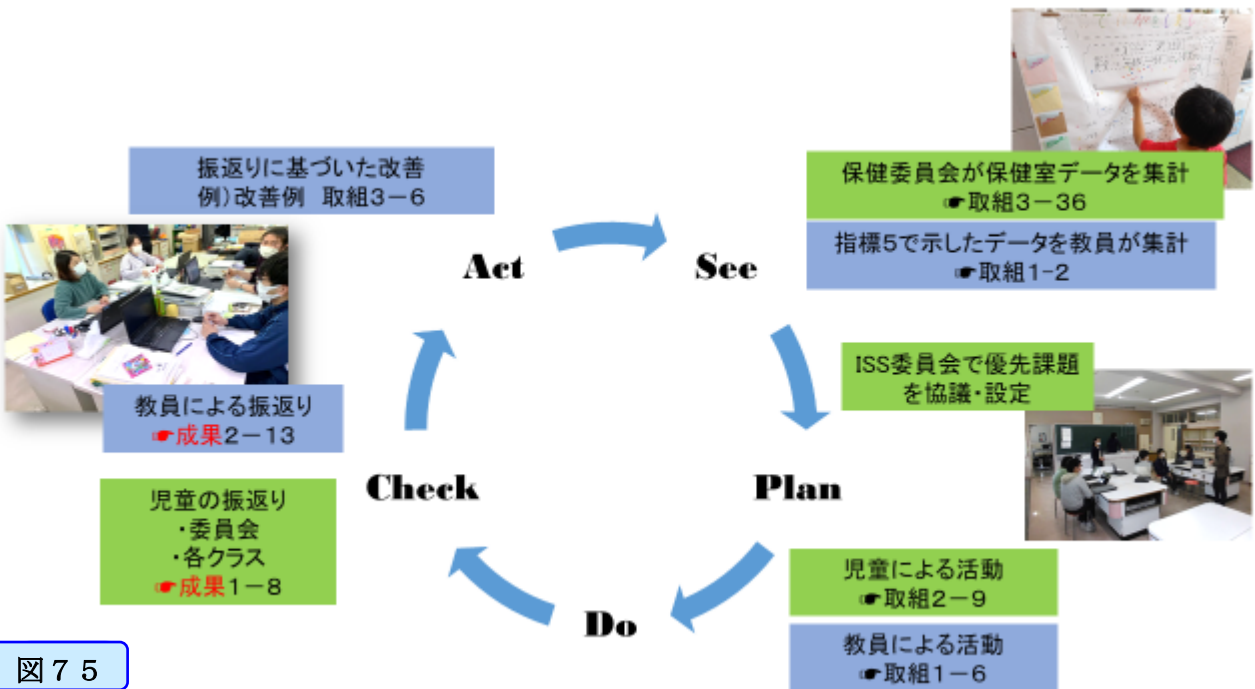 振返りに基づいた改善
例)改善例 取組3－6
Act
See
保健委員会が保健室データを集計
☛取組3－36
指標5で示したデータを教員が集計
☛取組1-2
ISS委員会で優先課題
を協議・設定
Plan
児童による活動
☛取組2－9
教員による活動
☛取組1－6
Do
Check
教員による振返り
☛成果2－13
児童の振返り
・委員会
・各クラス
☛成果1－8
図７５